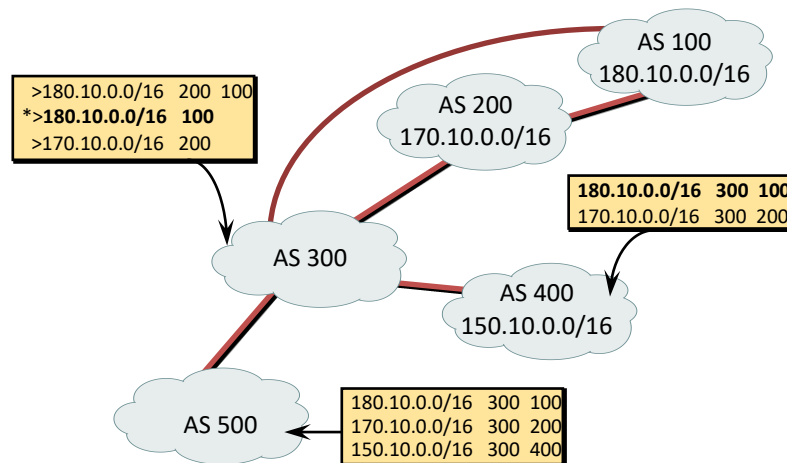 AS 100
180.10.0.0/16
>180.10.0.0/16 200 100
*>180.10.0.0/16 100
>170.10.0.0/16 200
AS 200
170.10.0.0/16
180.10.0.0/16 300 100
170.10.0.0/16 300 200
AS 300
AS 400
150.10.0.0/16
180.10.0.0/16 300 100
170.10.0.0/16 300 200
150.10.0.0/16 300 400
AS 500